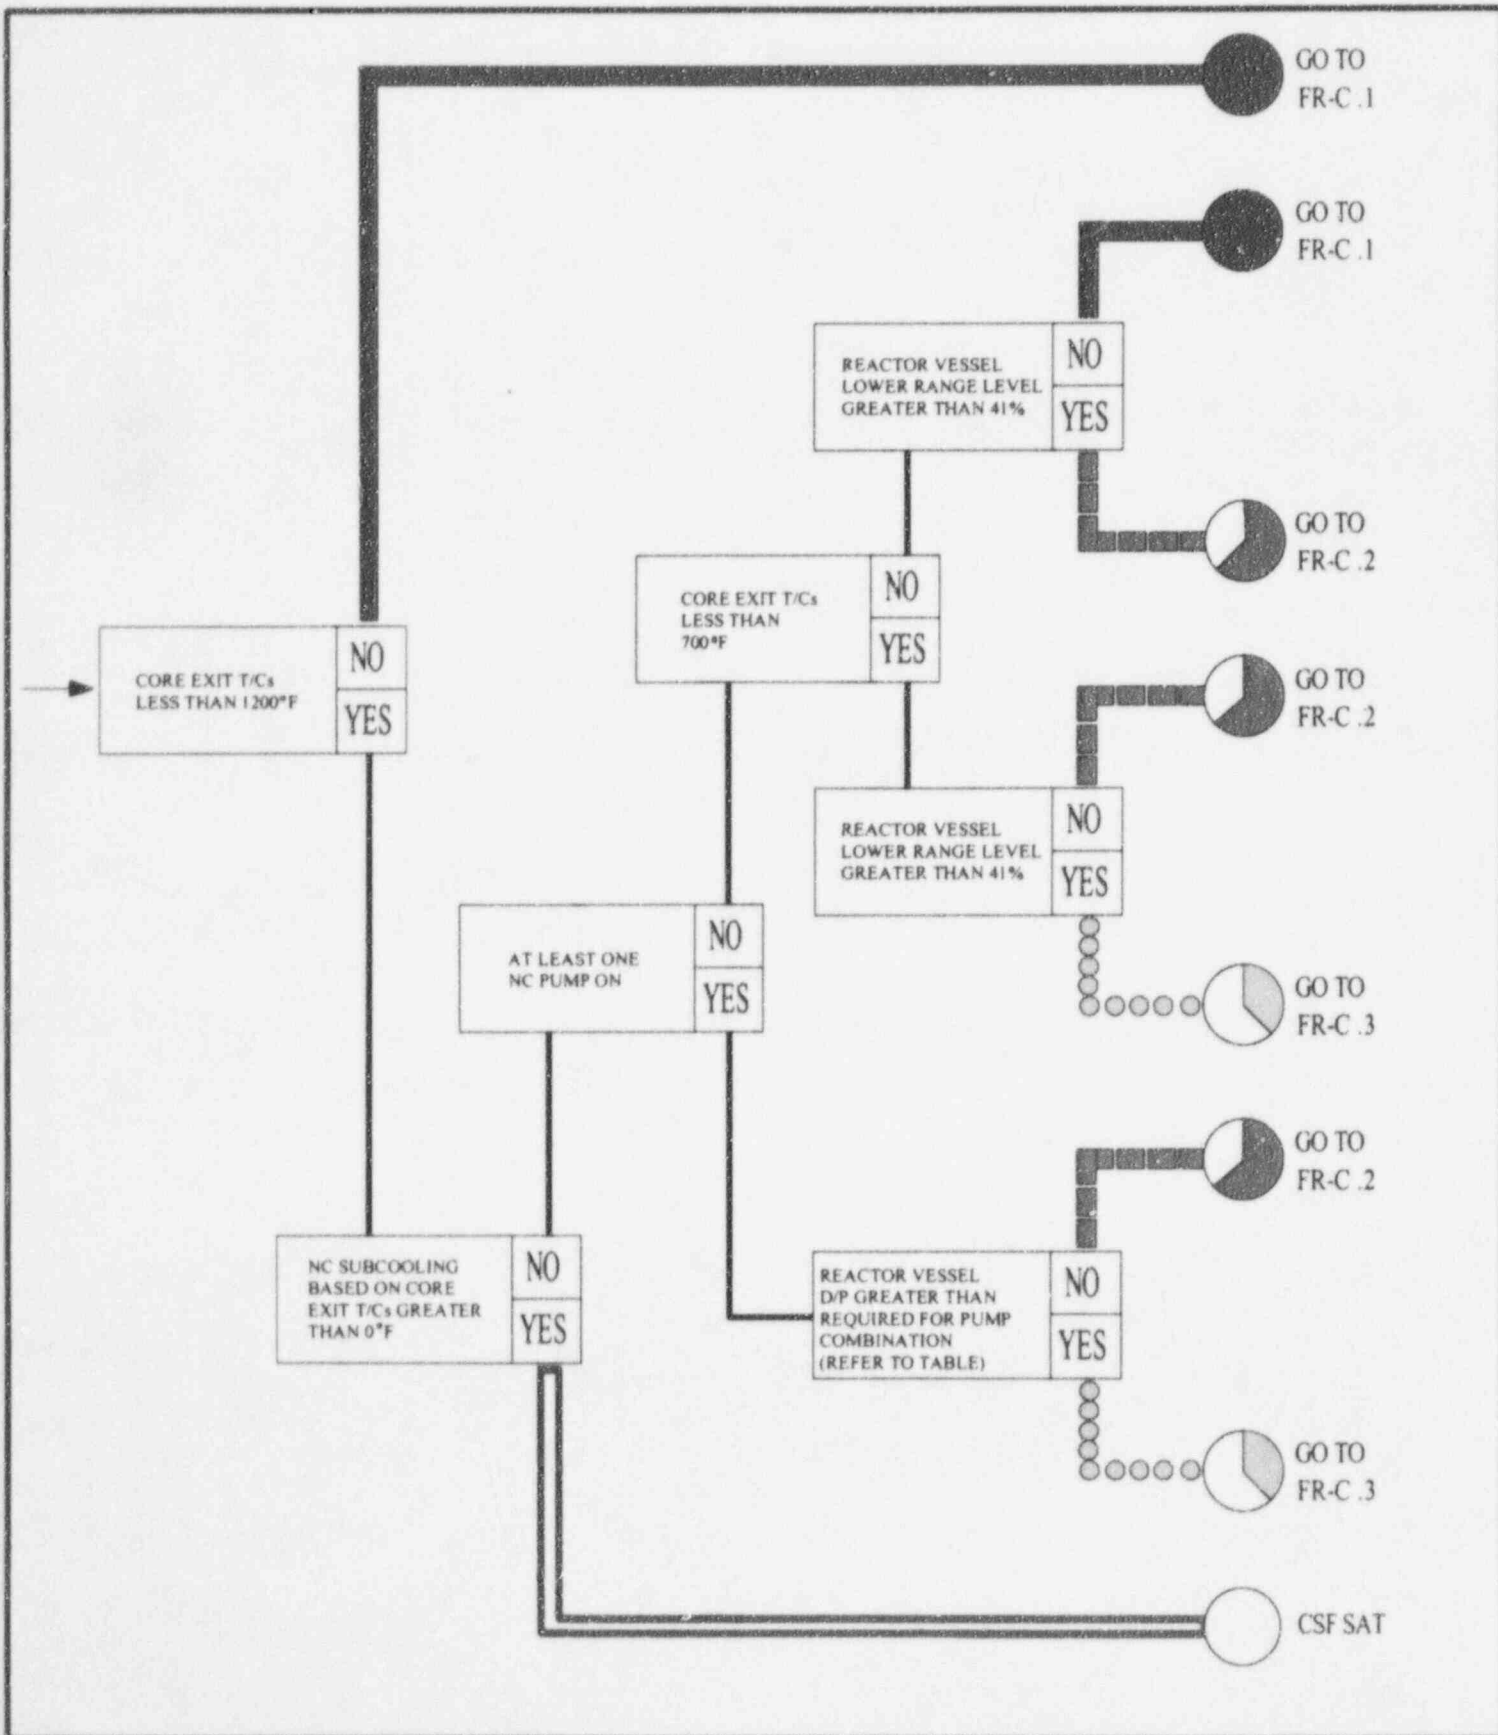 GO TO
FR-C .1
GO TO
FR-C .1
REACTOR VESSEL
LOWER RANGE LEVEL
GREATER THAN 41%
NO
YES
GO TO
FR-C .2
CORE EXIT T/Cs
LESS THAN
700°F
NO
YES
CORE EXIT T/Cs
LESS THAN 1200°F
NO
YES
GO TO
FR-C .2
REACTOR VESSEL
LOWER RANGE LEVEL
GREATER THAN 41%
NO
YES
AT LEAST ONE
NC PUMP ON
NO
YES
GO TO
FR-C .3
GO TO
FR-C .2
NC SUBCOOLING
BASED ON CORE
EXIT T/Cs GREATER
THAN 0°F
NO
YES
REACTOR VESSEL
D/P GREATER THAN
REQUIRED FOR PUMP
COMBINATION
(REFER TO TABLE)
NO
YES
GO TO
FR-C .3
CSF SAT